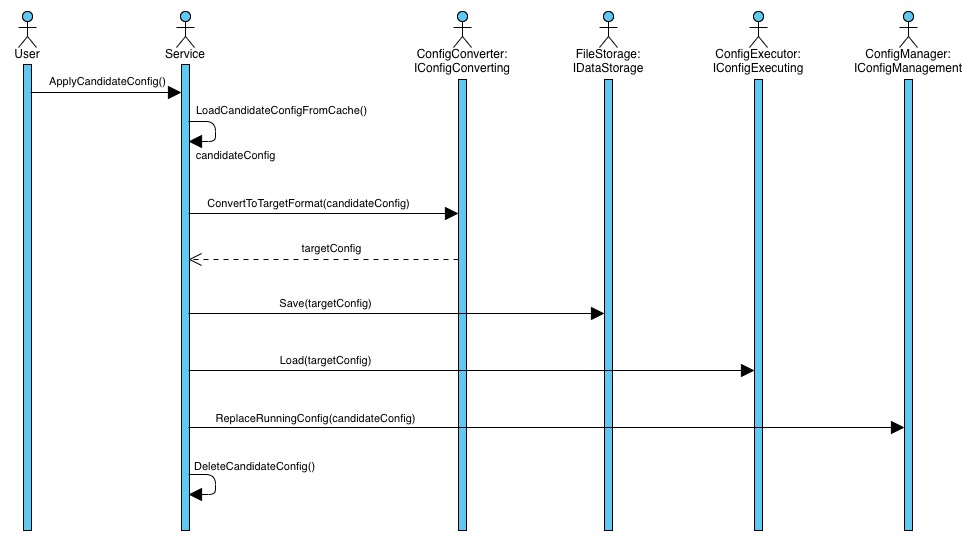 User
Service
ConfigConverter:
IConfigConverting
FileStorage:
IDataStorage
ConfigExecutor:
IConfigExecuting
ConfigManager:
IConfigManagement
ApplyCandidateConfig()
LoadCandidateConfigFromCache()
candidateConfig
ConvertToTargetFormat(candidateConfig)
targetConfig
Save(targetConfig)
Load(targetConfig)
ReplaceRunningConfig(candidateConfig)
DeleteCandidateConfig()